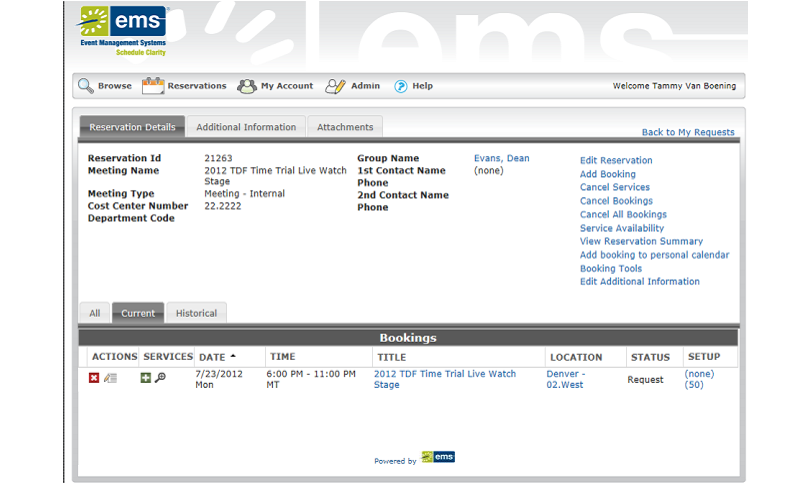 ems
Event Management Systems
Schedule Clarity
ems
Browse Reservations My Account Admin Help Welcome Tammy Van Boening
Reservation Details Additional Information Attachments Back to My Requests
Reservation Id 21263
Meeting Name 2012 TDF Time Trial Live Watch
Stage
Meeting Type Meeting - Internal
Cost Center Number 22.2222
Department Code
Group Name Evans, Dean
1st Contact Name (none)
Phone
2nd Contact Name
Phone
Edit Reservation
Add Booking
Cancel Services
Cancel Bookings
Cancel All Bookings
Service Availability
View Reservation Summary
Add booking to personal calendar
Booking Tools
Edit Additional Information
All Current Historical
Bookings
ACTIONS SERVICES DATE TIME TITLE LOCATION STATUS SETUP
7/23/2012 6:00 PM - 11:00 PM 2012 TDF Time Trial Live Watch Denver - Request (none)
Mon MT Stage 02.West (50)
Powered by ems